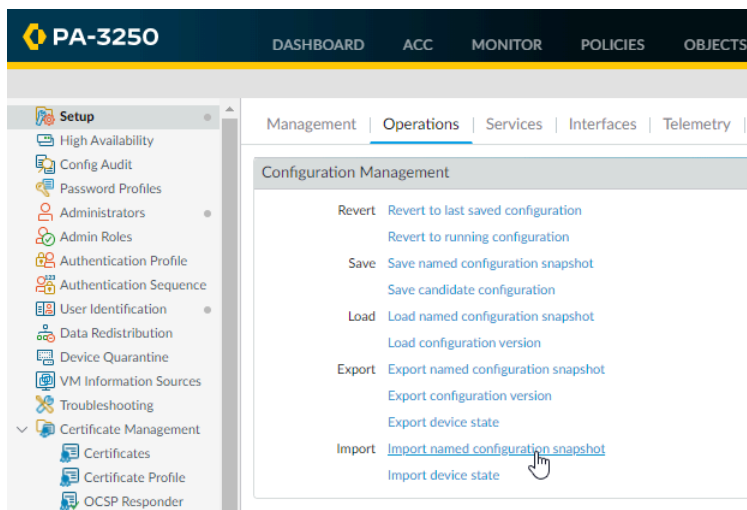 PA-3250
DASHBOARD ACC MONITOR POLICIES OBJECTS
Setup
High Availability
Config Audit
Password Profiles
Administrators
Admin Roles
Authentication Profile
Authentication Sequence
User Identification
Data Redistribution
Device Quarantine
VM Information Sources
Troubleshooting
Certificate Management
Certificates
Certificate Profile
OCSP Responder
Management | Operations | Services | Interfaces | Telemetry |
Configuration Management
Revert Revert to last saved configuration
Revert to running configuration
Save Save named configuration snapshot
Save candidate configuration
Load Load named configuration snapshot
Load configuration version
Export Export named configuration snapshot
Export configuration version
Export device state
Import Import named configuration snapshot
Import device state